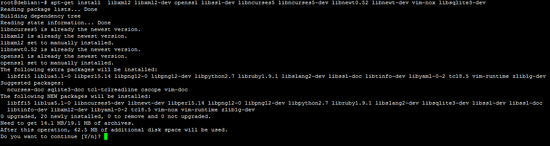 root@debian:~# apt-get install  libxml2 libxml2-dev openssl libssl-dev libncurses5 libncurses5-dev libnewt0.52 libnewt-dev vim-nox libsqlite3-dev
Reading package lists... Done
Building dependency tree
Reading state information... Done
libncurses5 is already the newest version.
libxml2 is already the newest version.
libxml2 set to manually installed.
libnewt0.52 is already the newest version.
openssl is already the newest version.
openssl set to manually installed.
The following extra packages will be installed:
  libffi5 liblua5.1-0 libperl5.14 libpng12-0 libpng12-dev libpython2.7 libruby1.9.1 libslang2-dev libssl-doc libtinfo-dev libyaml-0-2 tcl8.5 vim-runtime zlib1g-dev
Suggested packages:
  ncurses-doc sqlite3-doc tcl-tclreadline cscope vim-doc
The following NEW packages will be installed:
  libffi5 liblua5.1-0 libncurses5-dev libnewt-dev libperl5.14 libpng12-0 libpng12-dev libpython2.7 libruby1.9.1 libslang2-dev libsqlite3-dev libssl-dev libssl-doc
  libtinfo-dev libxml2-dev libyaml-0-2 tcl8.5 vim-nox vim-runtime zlib1g-dev
0 upgraded, 20 newly installed, 0 to remove and 0 not upgraded.
Need to get 14.1 MB/19.1 MB of archives.
After this operation, 62.5 MB of additional disk space will be used.
Do you want to continue [Y/n]?